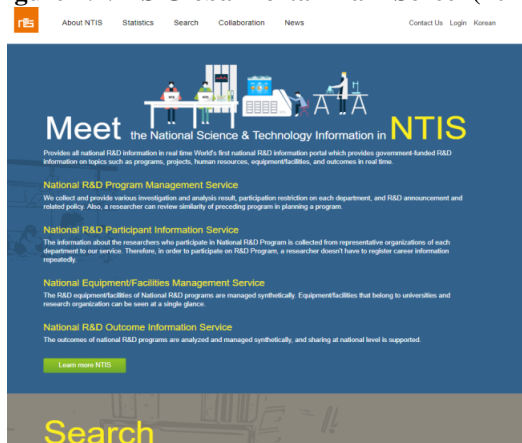 About NTIS Statistics Search Collaboration News Contact Us Login Korean
Meet the National Science & Technology Information in NTIS
Provides all national R&D information in real time World's first national R&D information portal which provides government-funded R&D
information on topics such as programs, projects, human resources, equipment/facilities, and outcomes in real time.
National R&D Program Management Service
We collect and provide various investigation and analysis result, participation restriction on each department, and R&D announcement and
related policy. Also, a researcher can review similarity of preceding program in planning a program.
National R&D Participant Information Service
The information about the researchers who participate in National R&D Program is collected from representative organizations of each
department to our service. Therefore, in order to participate on R&D Program, a researcher doesn't have to register career information
repeatedly.
National Equipment/Facilities Management Service
The R&D equipment/facilities of National R&D programs are managed synthetically. Equipment/facilities that belong to universities and
research organization can be seen at a single glance.
National R&D Outcome Information Service
The outcomes of national R&D programs are analyzed and managed synthetically, and sharing at national level is supported.
Learn more NTIS
Search